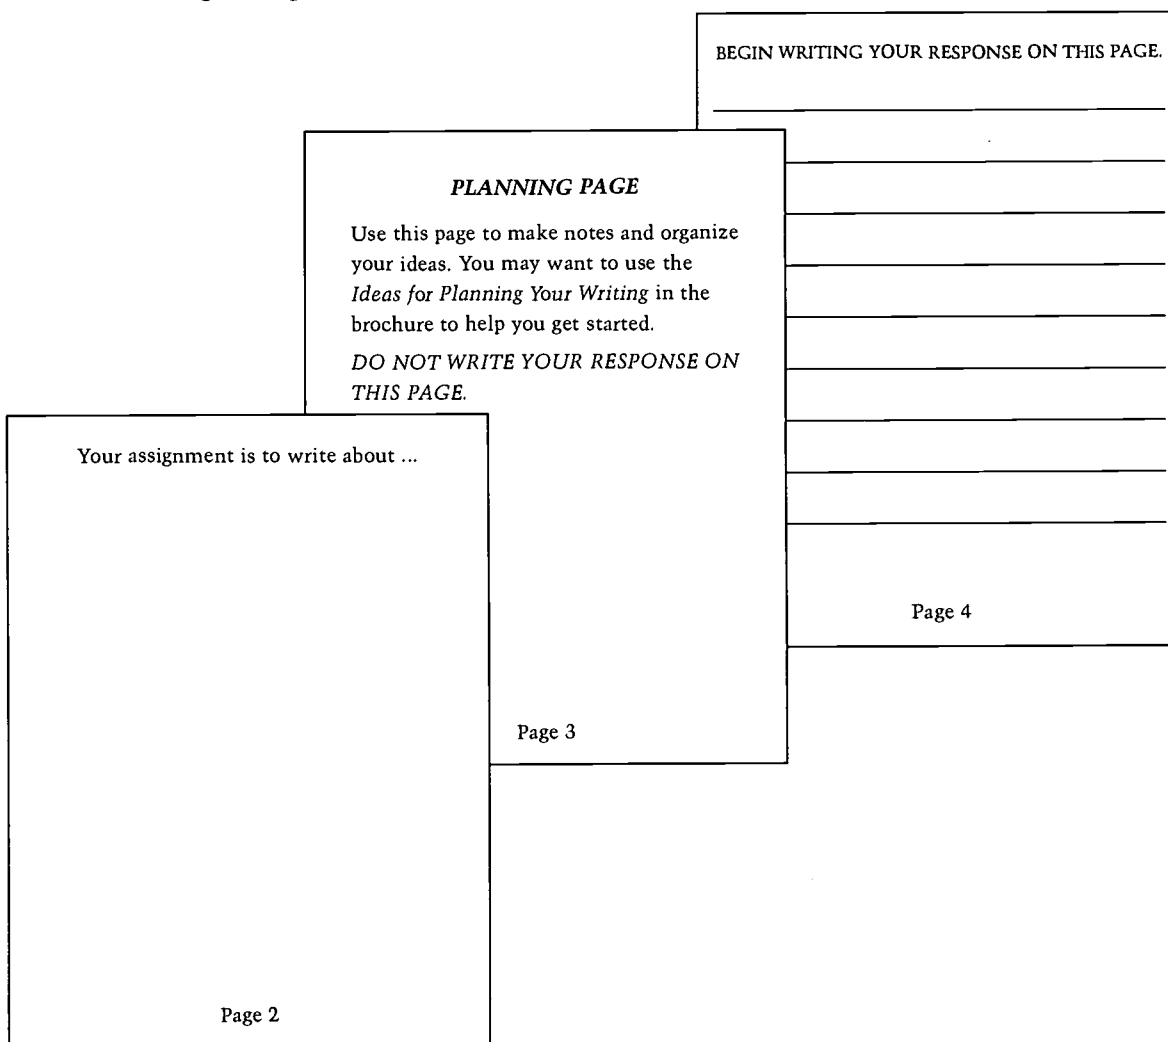 BEGIN WRITING YOUR RESPONSE ON THIS PAGE.
Page 4
PLANNING PAGE
Use this page to make notes and organize
your ideas. You may want to use the
Ideas for Planning Your Writing in the
brochure to help you get started.
DO NOT WRITE YOUR RESPONSE ON
THIS PAGE.
Page 3
Your assignment is to write about ...
Page 2